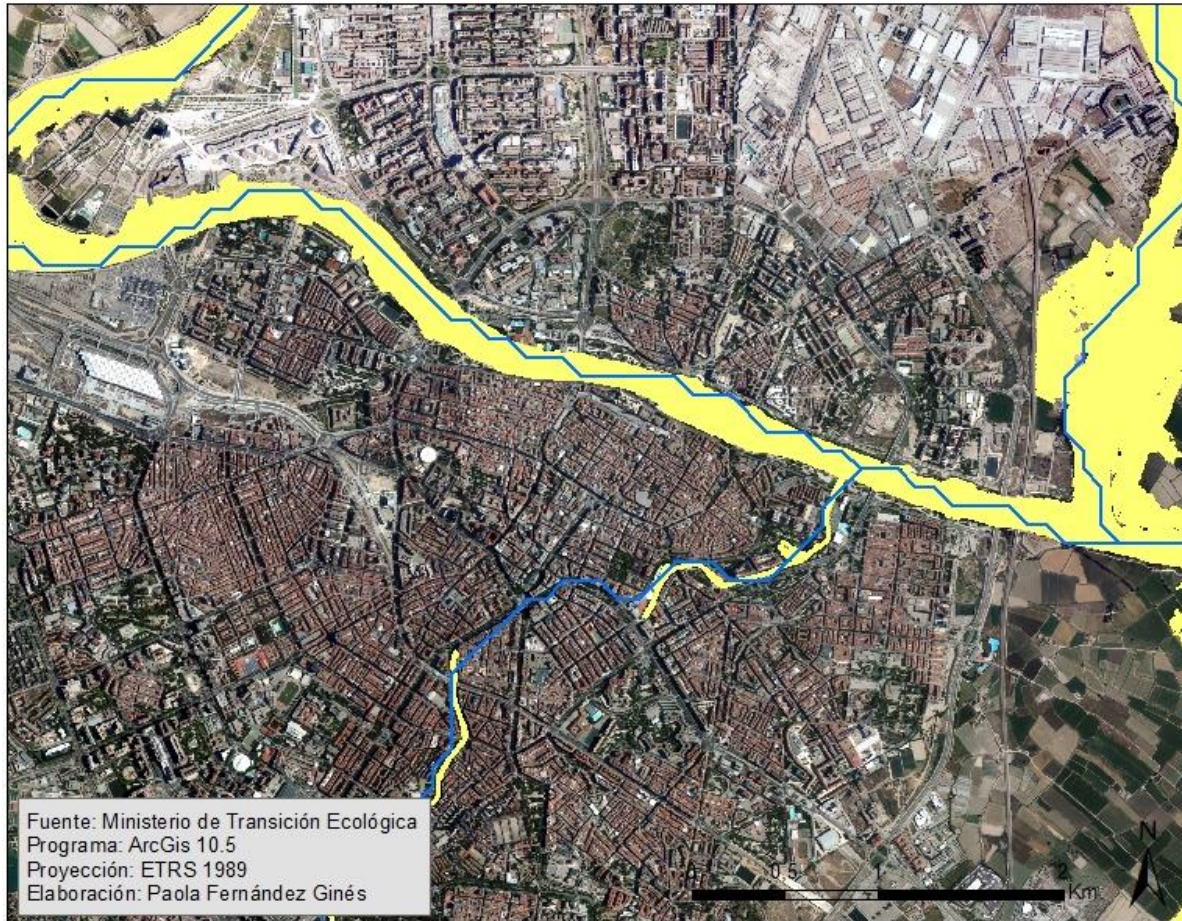 Fuente: Ministerio de Transición Ecológica
Programa: ArcGis 10.5
Proyección: ETRS 1989
Elaboración: Paola Fernández Ginés
0 0,5 1 2
Km
N